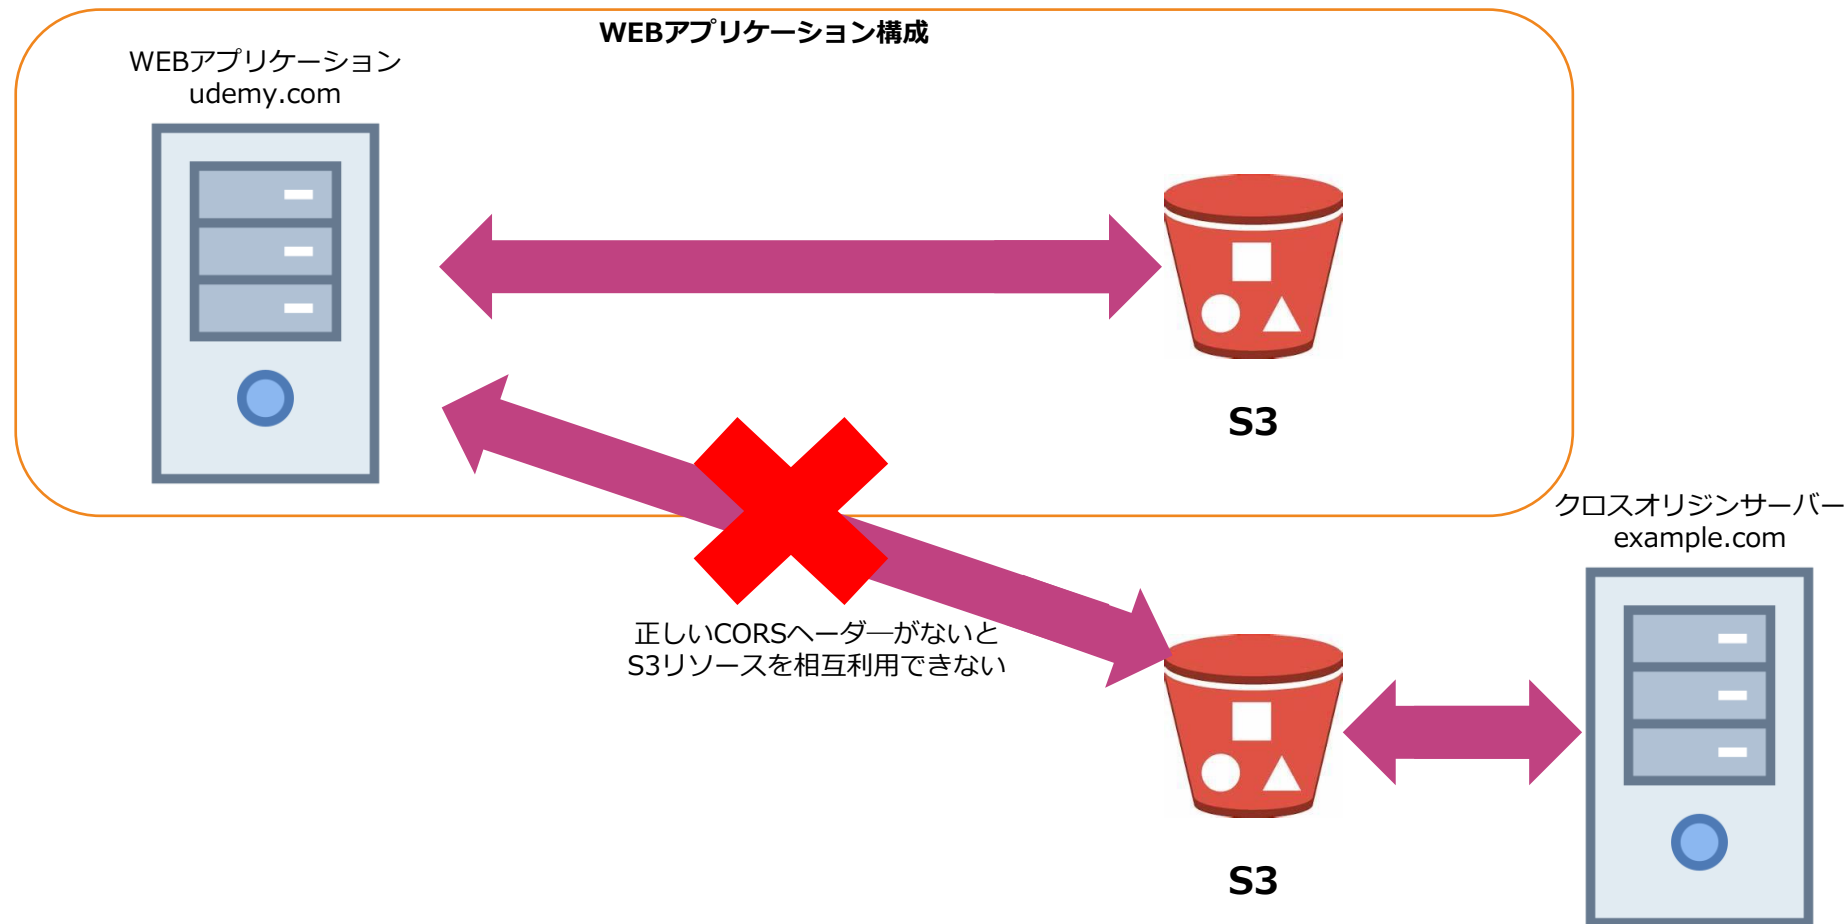 WEBアプリケーション構成
WEBアプリケーション
udemy.com
S3
クロスオリジンサーバー
example.com
正しいCORSヘーダ―がないと
S3リソースを相互利用できない
S3